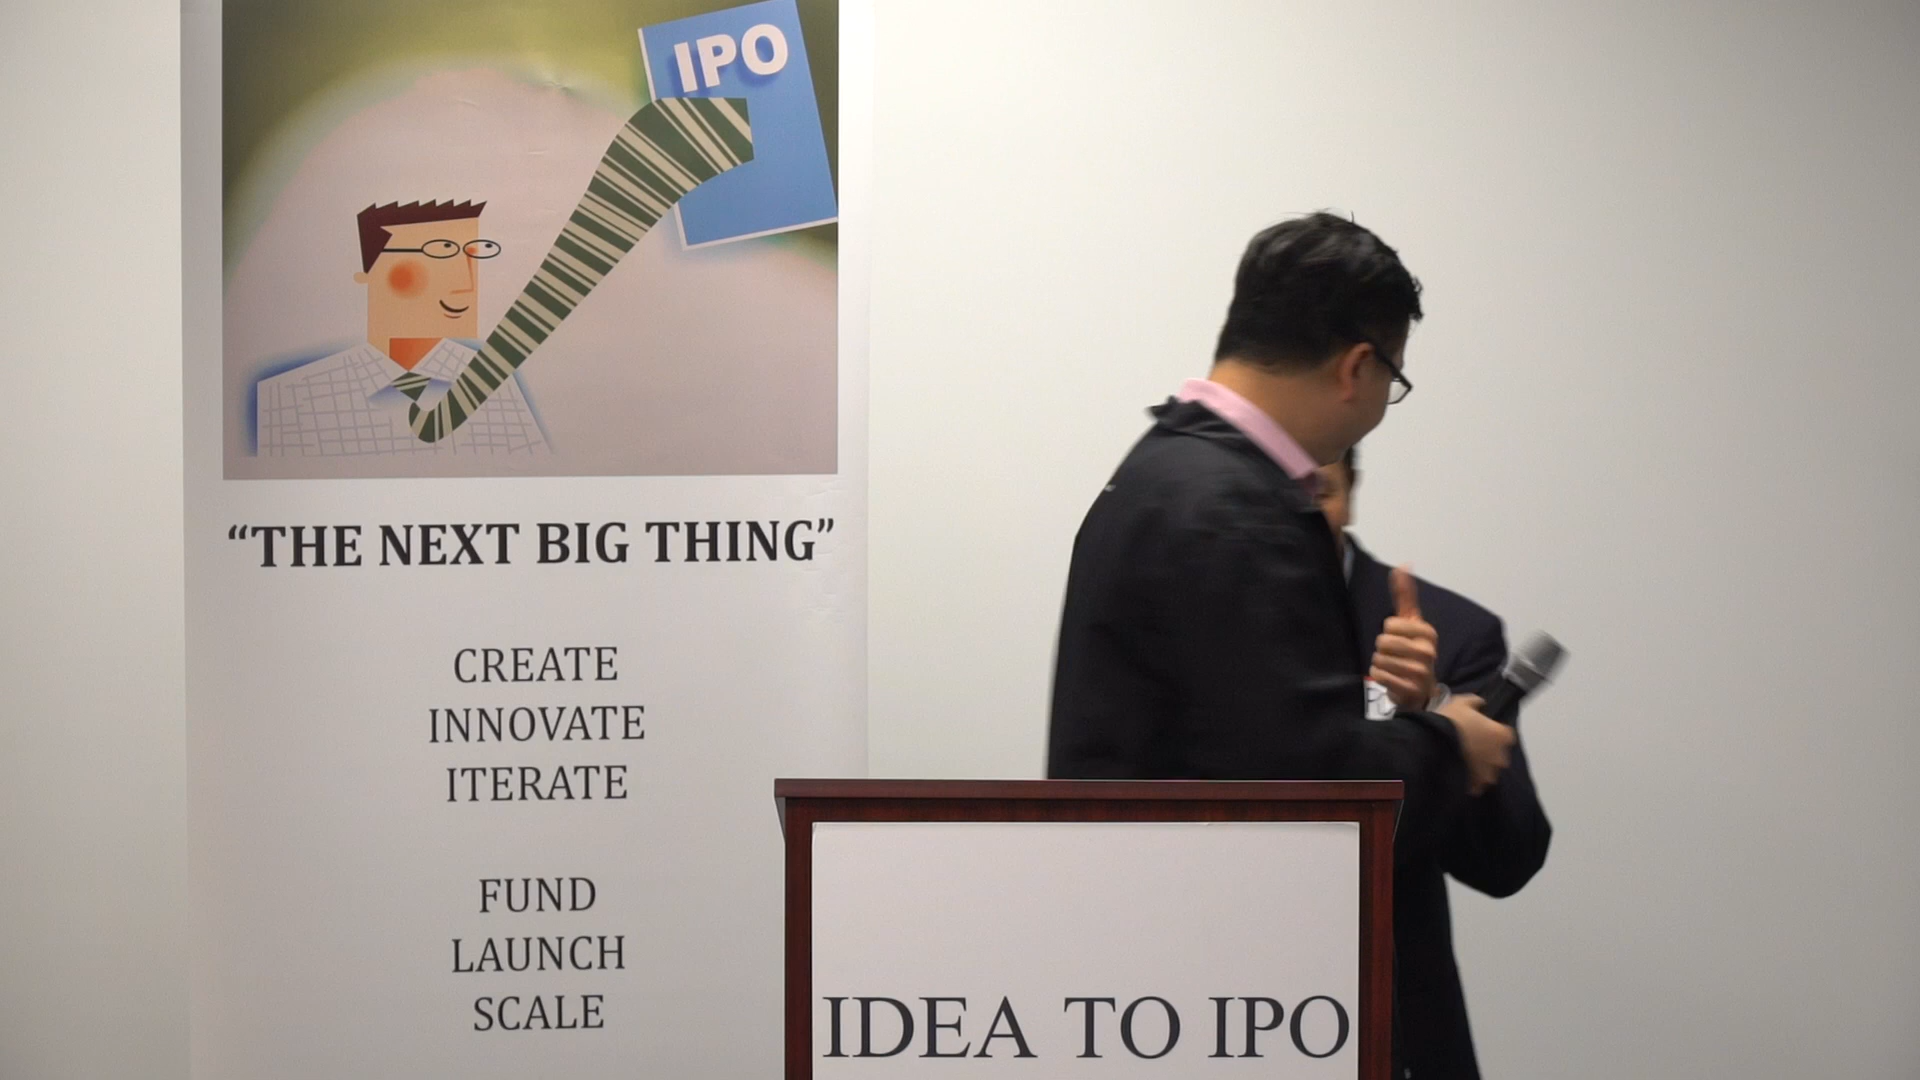 IPO
“THE NEXT BIG THING”
CREATE
INNOVATE
ITERATE
FUND
LAUNCH
SCALE
IDEA TO IPO